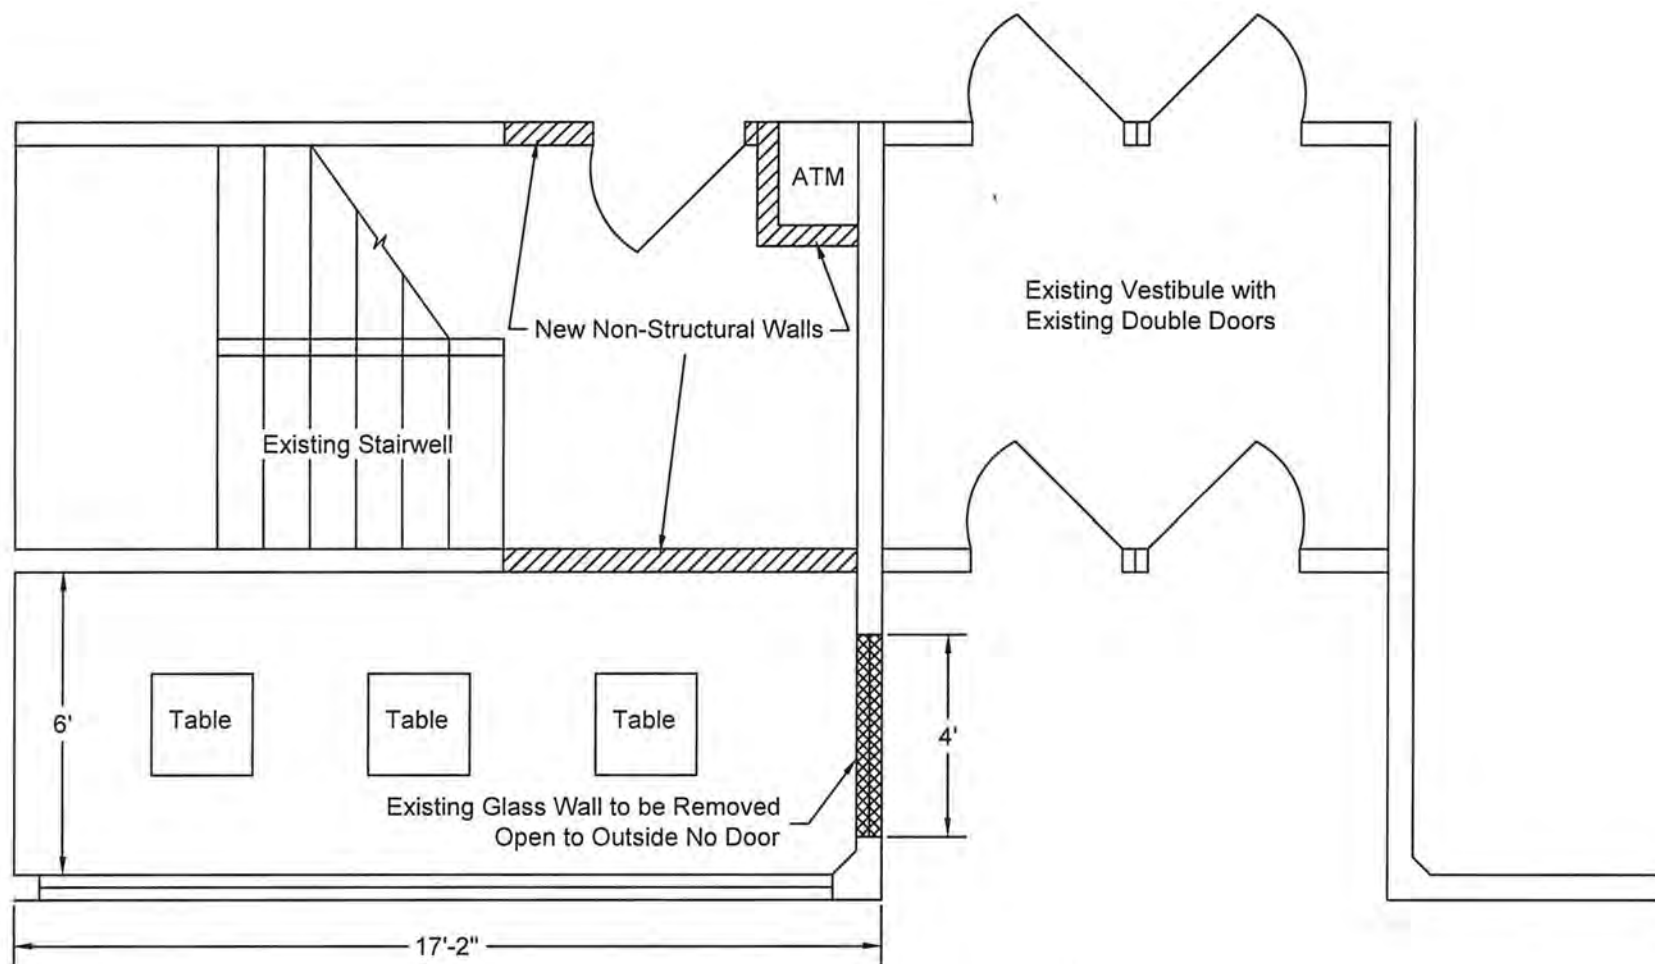 ATM
Existing Vestibule with
Existing Double Doors
New Non-Structural Walls
Existing Stairwell
6'
Table
Table
Table
4'
Existing Glass Wall to be Removed
Open to Outside No Door
17'-2"